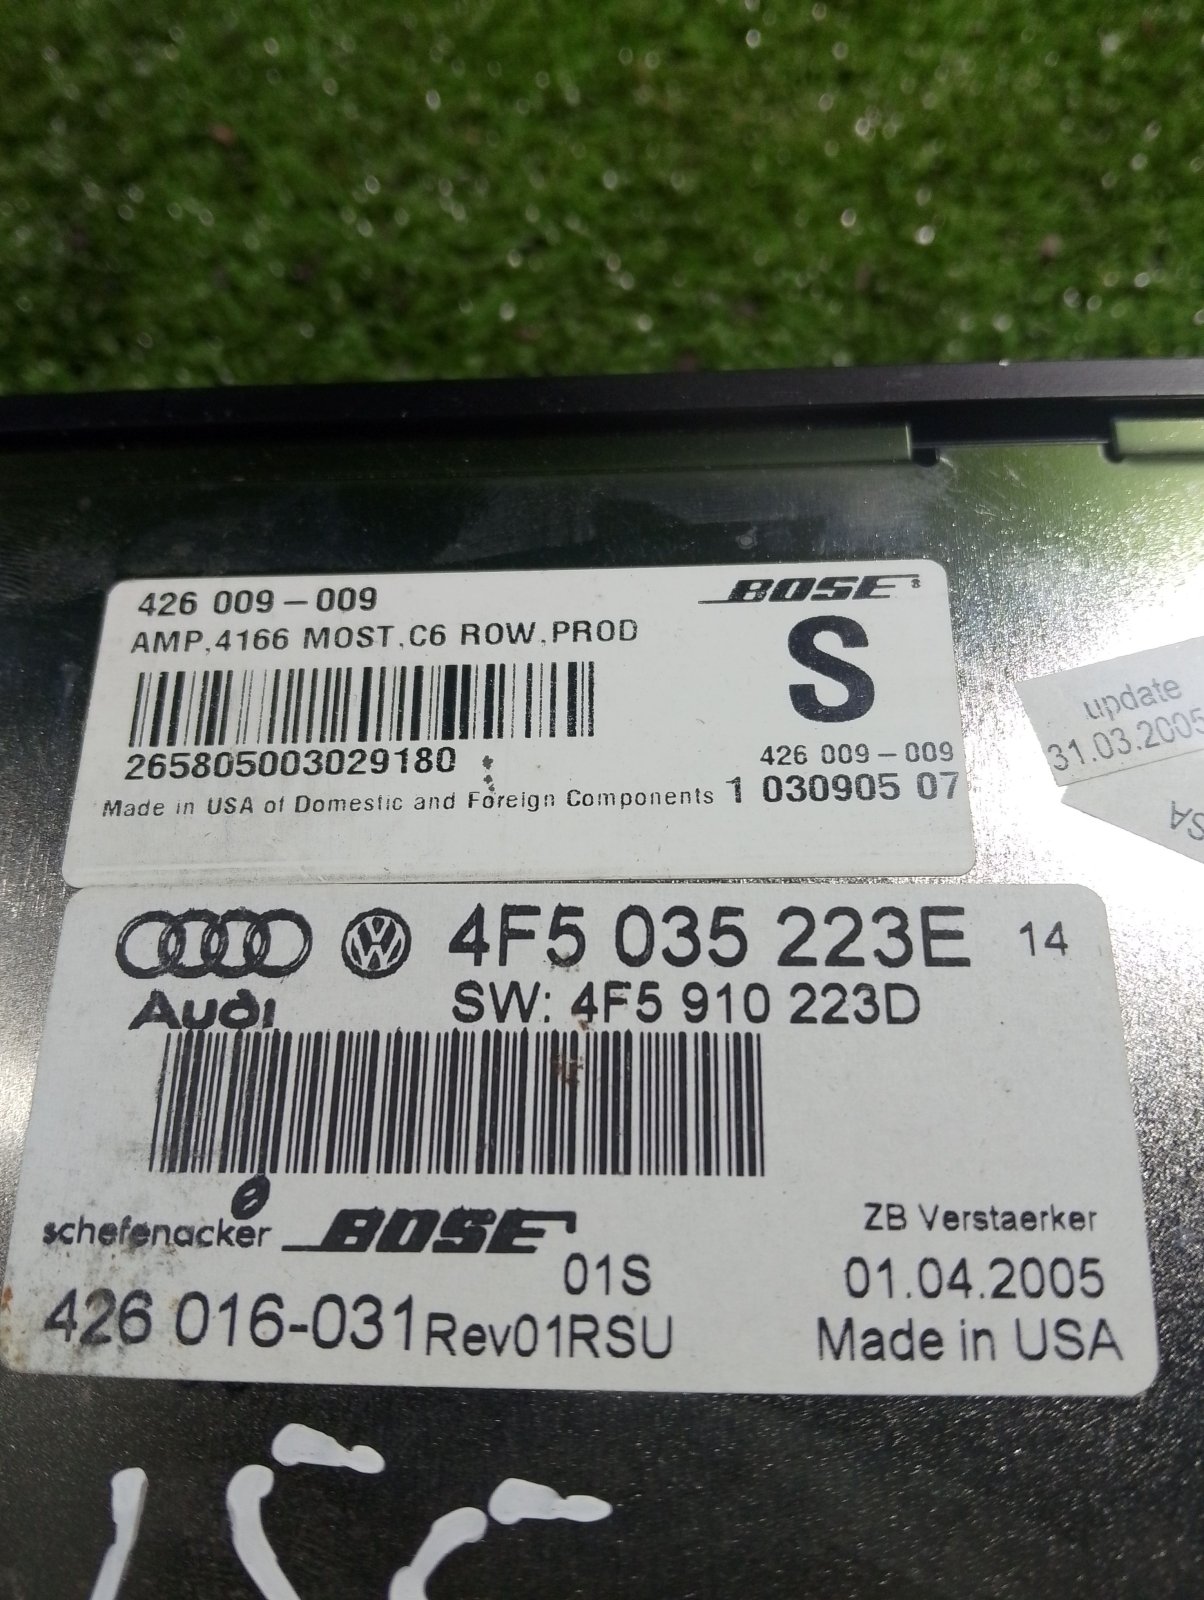 426 009-009
BOSE®
AMP,4166 MOST,C6 ROW,PROD
S
265805003029180
426 009-009
Made in USA of Domestic and Foreign Components 1 030905 07
update
31.03.2005
SA
4F5 035 223E 14
Audi
SW: 4F5 910 223D
schefenacker BOSE
ZB Verstaerker
01S
01.04.2005
426 016-031 Rev01RSU
Made in USA